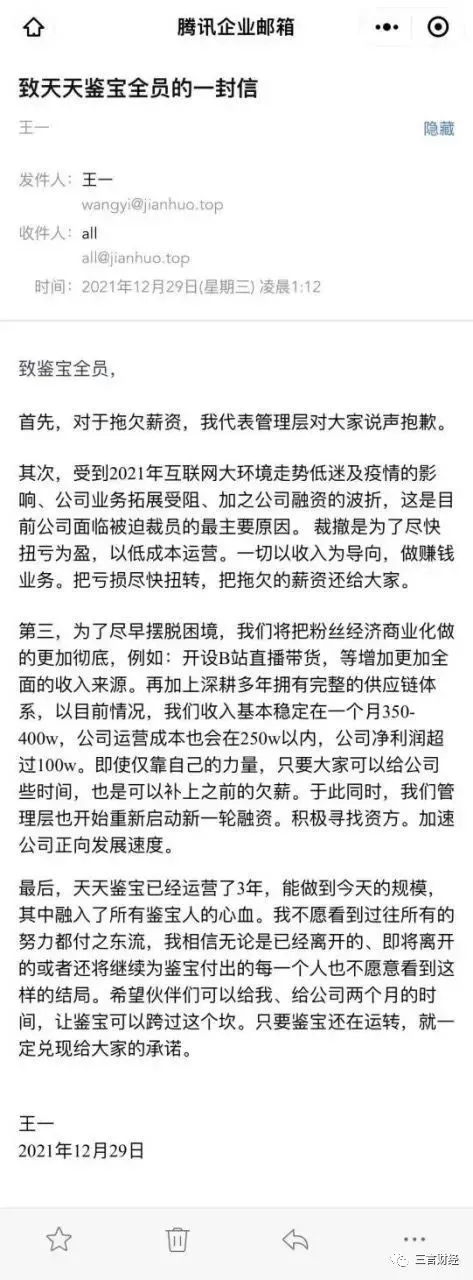 腾讯企业邮箱
致天天鉴宝全员的一封信
王一
隐藏
发件人：王一
wangyi@jianhuo.top
收件人：all
all@jianhuo.top
时间：2021年12月29日(星期三) 凌晨1:12
致鉴宝全员，
首先，对于拖欠薪资，我代表管理层对大家说声抱歉。
其次，受到2021年互联网大环境走势低迷及疫情的影
响、公司业务拓展受阻、加之公司融资的波折，这是目
前公司面临被迫裁员的最主要原因。 裁撤是为了尽快
扭亏为盈，以低成本运营。一切以收入为导向，做赚钱
业务。把亏损尽快扭转，把拖欠的薪资还给大家。
第三，为了尽早摆脱困境，我们将把粉丝经济商业化做
的更加彻底，例如：开设B站直播带货，等增加更加全
面的收入来源。再加上深耕多年拥有完整的供应链体
系，以目前情况，我们收入基本稳定在一个月350-
400w，公司运营成本也会在250w以内，公司净利润超
过100w。即使仅靠自己的力量，只要大家可以给公司
些时间，也是可以补上之前的欠薪。于此同时，我们管
理层也开始重新启动新一轮融资。积极寻找资方。加速
公司正向发展速度。
最后，天天鉴宝已经运营了3年，能做到今天的规模，
其中融入了所有鉴宝人的心血。我不愿看到过往所有的
努力都付之东流，我相信无论是已经离开的、即将离开
的或者还将继续为鉴宝付出的每一个人也不愿意看到这
样的结局。希望伙伴们可以给我、给公司两个月的时
间，让鉴宝可以跨过这个坎。只要鉴宝还在运转，就一
定兑现给大家的承诺。
王一
2021年12月29日
三言财经